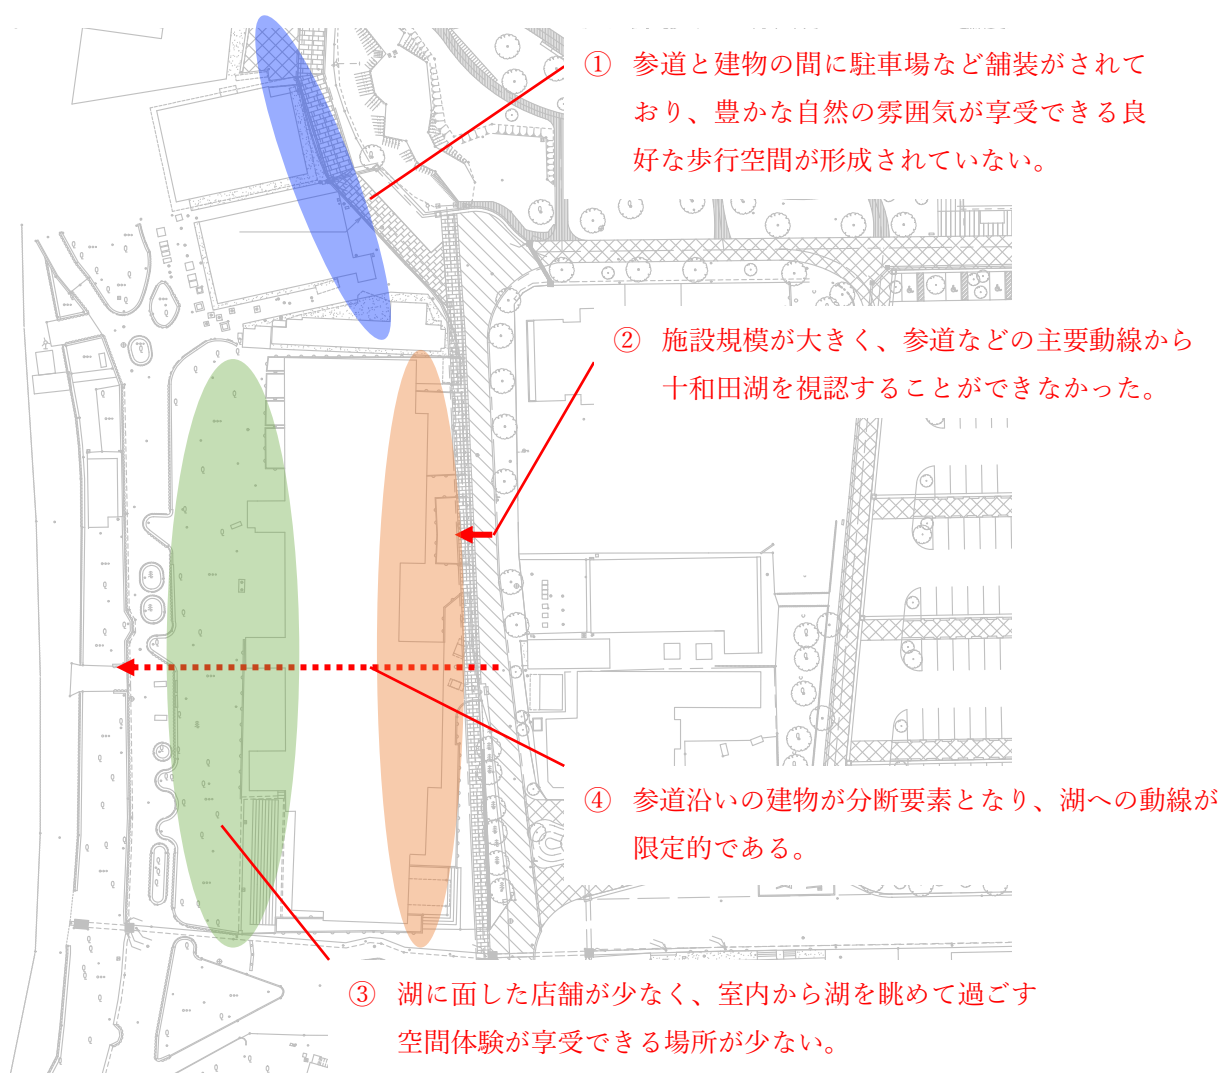 ① 参道と建物の間に駐車場など舗装がされて
おり、豊かな自然の雰囲気が享受できる良
好な歩行空間が形成されていない。
② 施設規模が大きく、参道などの主要動線から
十和田湖を視認することができなかった。
④ 参道沿いの建物が分断要素となり、湖への動線が
限定的である。
③ 湖に面した店舗が少なく、室内から湖を眺めて過ごす
空間体験が享受できる場所が少ない。